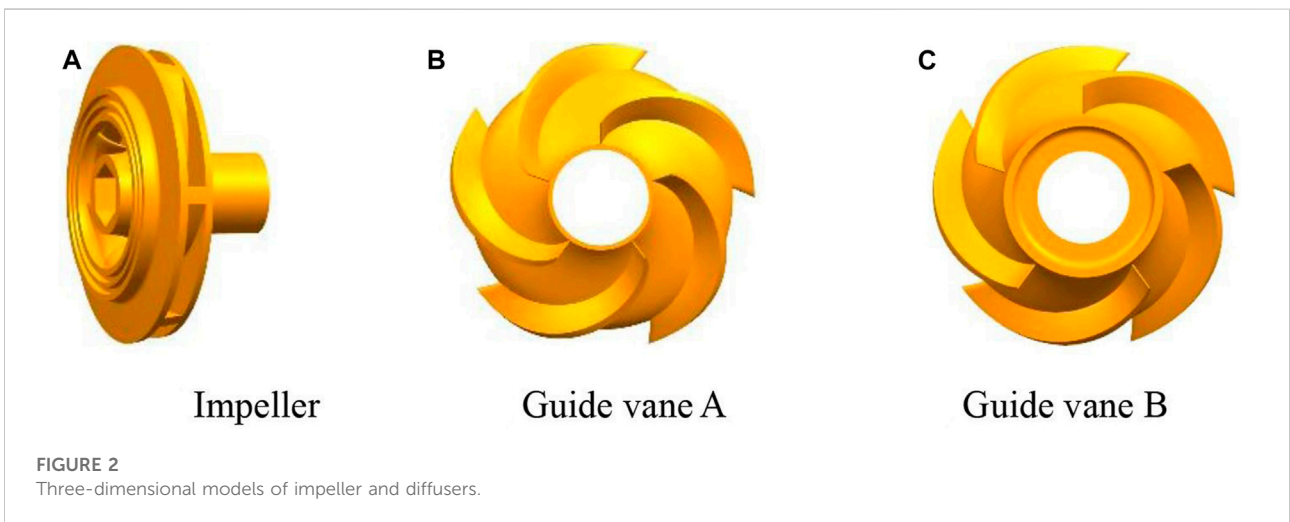 A
B
C
Impeller
Guide vane A
Guide vane B
FIGURE 2
Three-dimensional models of impeller and diffusers.